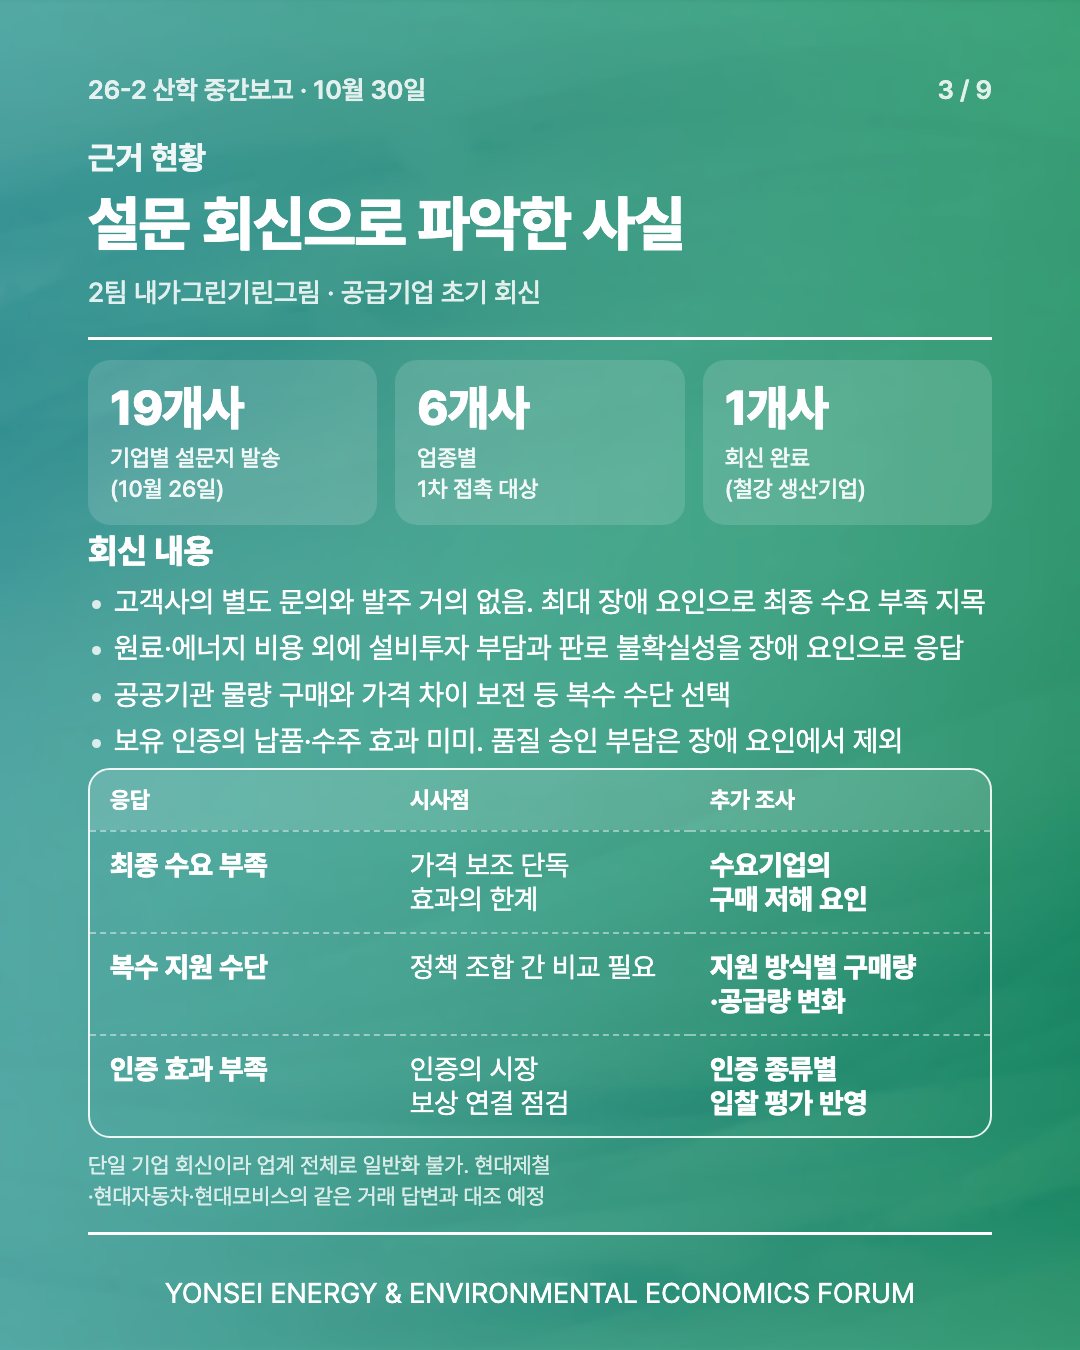 26-2 산학 중간보고 · 10월 30일
3 / 9
근거 현황
설문 회신으로 파악한 사실
2팀 내가그린기린그림 · 공급기업 초기 회신
19개사
기업별 설문지 발송
(10월 26일)
6개사
업종별
1차 접촉 대상
1개사
회신 완료
(철강 생산기업)
회신 내용
• 고객사의 별도 문의와 발주 거의 없음. 최대 장애 요인으로 최종 수요 부족 지목
• 원료·에너지 비용 외에 설비투자 부담과 판로 불확실성을 장애 요인으로 응답
• 공공기관 물량 구매와 가격 차이 보전 등 복수 수단 선택
• 보유 인증의 납품·수주 효과 미미. 품질 승인 부담은 장애 요인에서 제외
응답 시사점 추가 조사
최종 수요 부족
가격 보조 단독
효과의 한계
수요기업의
구매 저해 요인
복수 지원 수단
정책 조합 간 비교 필요
지원 방식별 구매량
·공급량 변화
인증 효과 부족
인증의 시장
보상 연결 점검
인증 종류별
입찰 평가 반영
단일 기업 회신이라 업계 전체로 일반화 불가. 현대제철
·현대자동차·현대모비스의 같은 거래 답변과 대조 예정
YONSEI ENERGY & ENVIRONMENTAL ECONOMICS FORUM